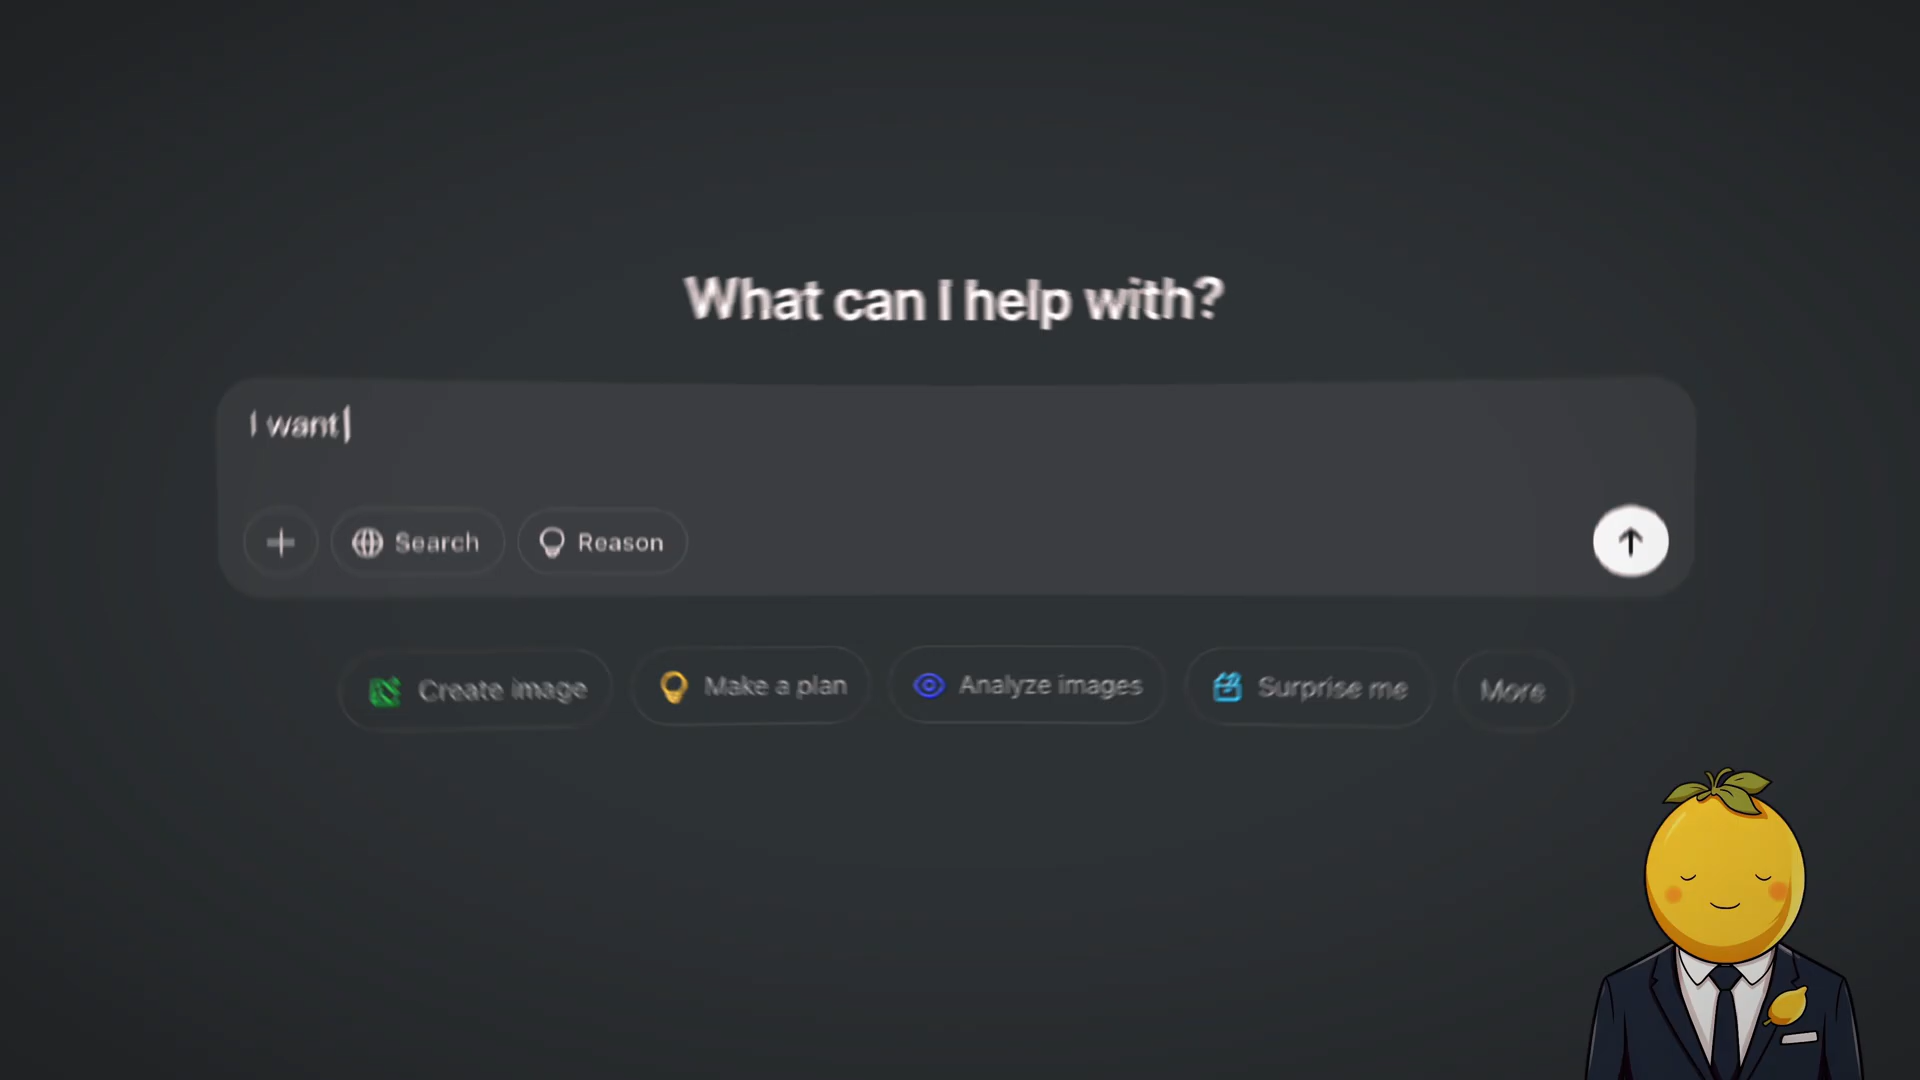 What can I help with?
I want
Search
Reason
Create image
Make a plan
Analyze images
Surprise me
More